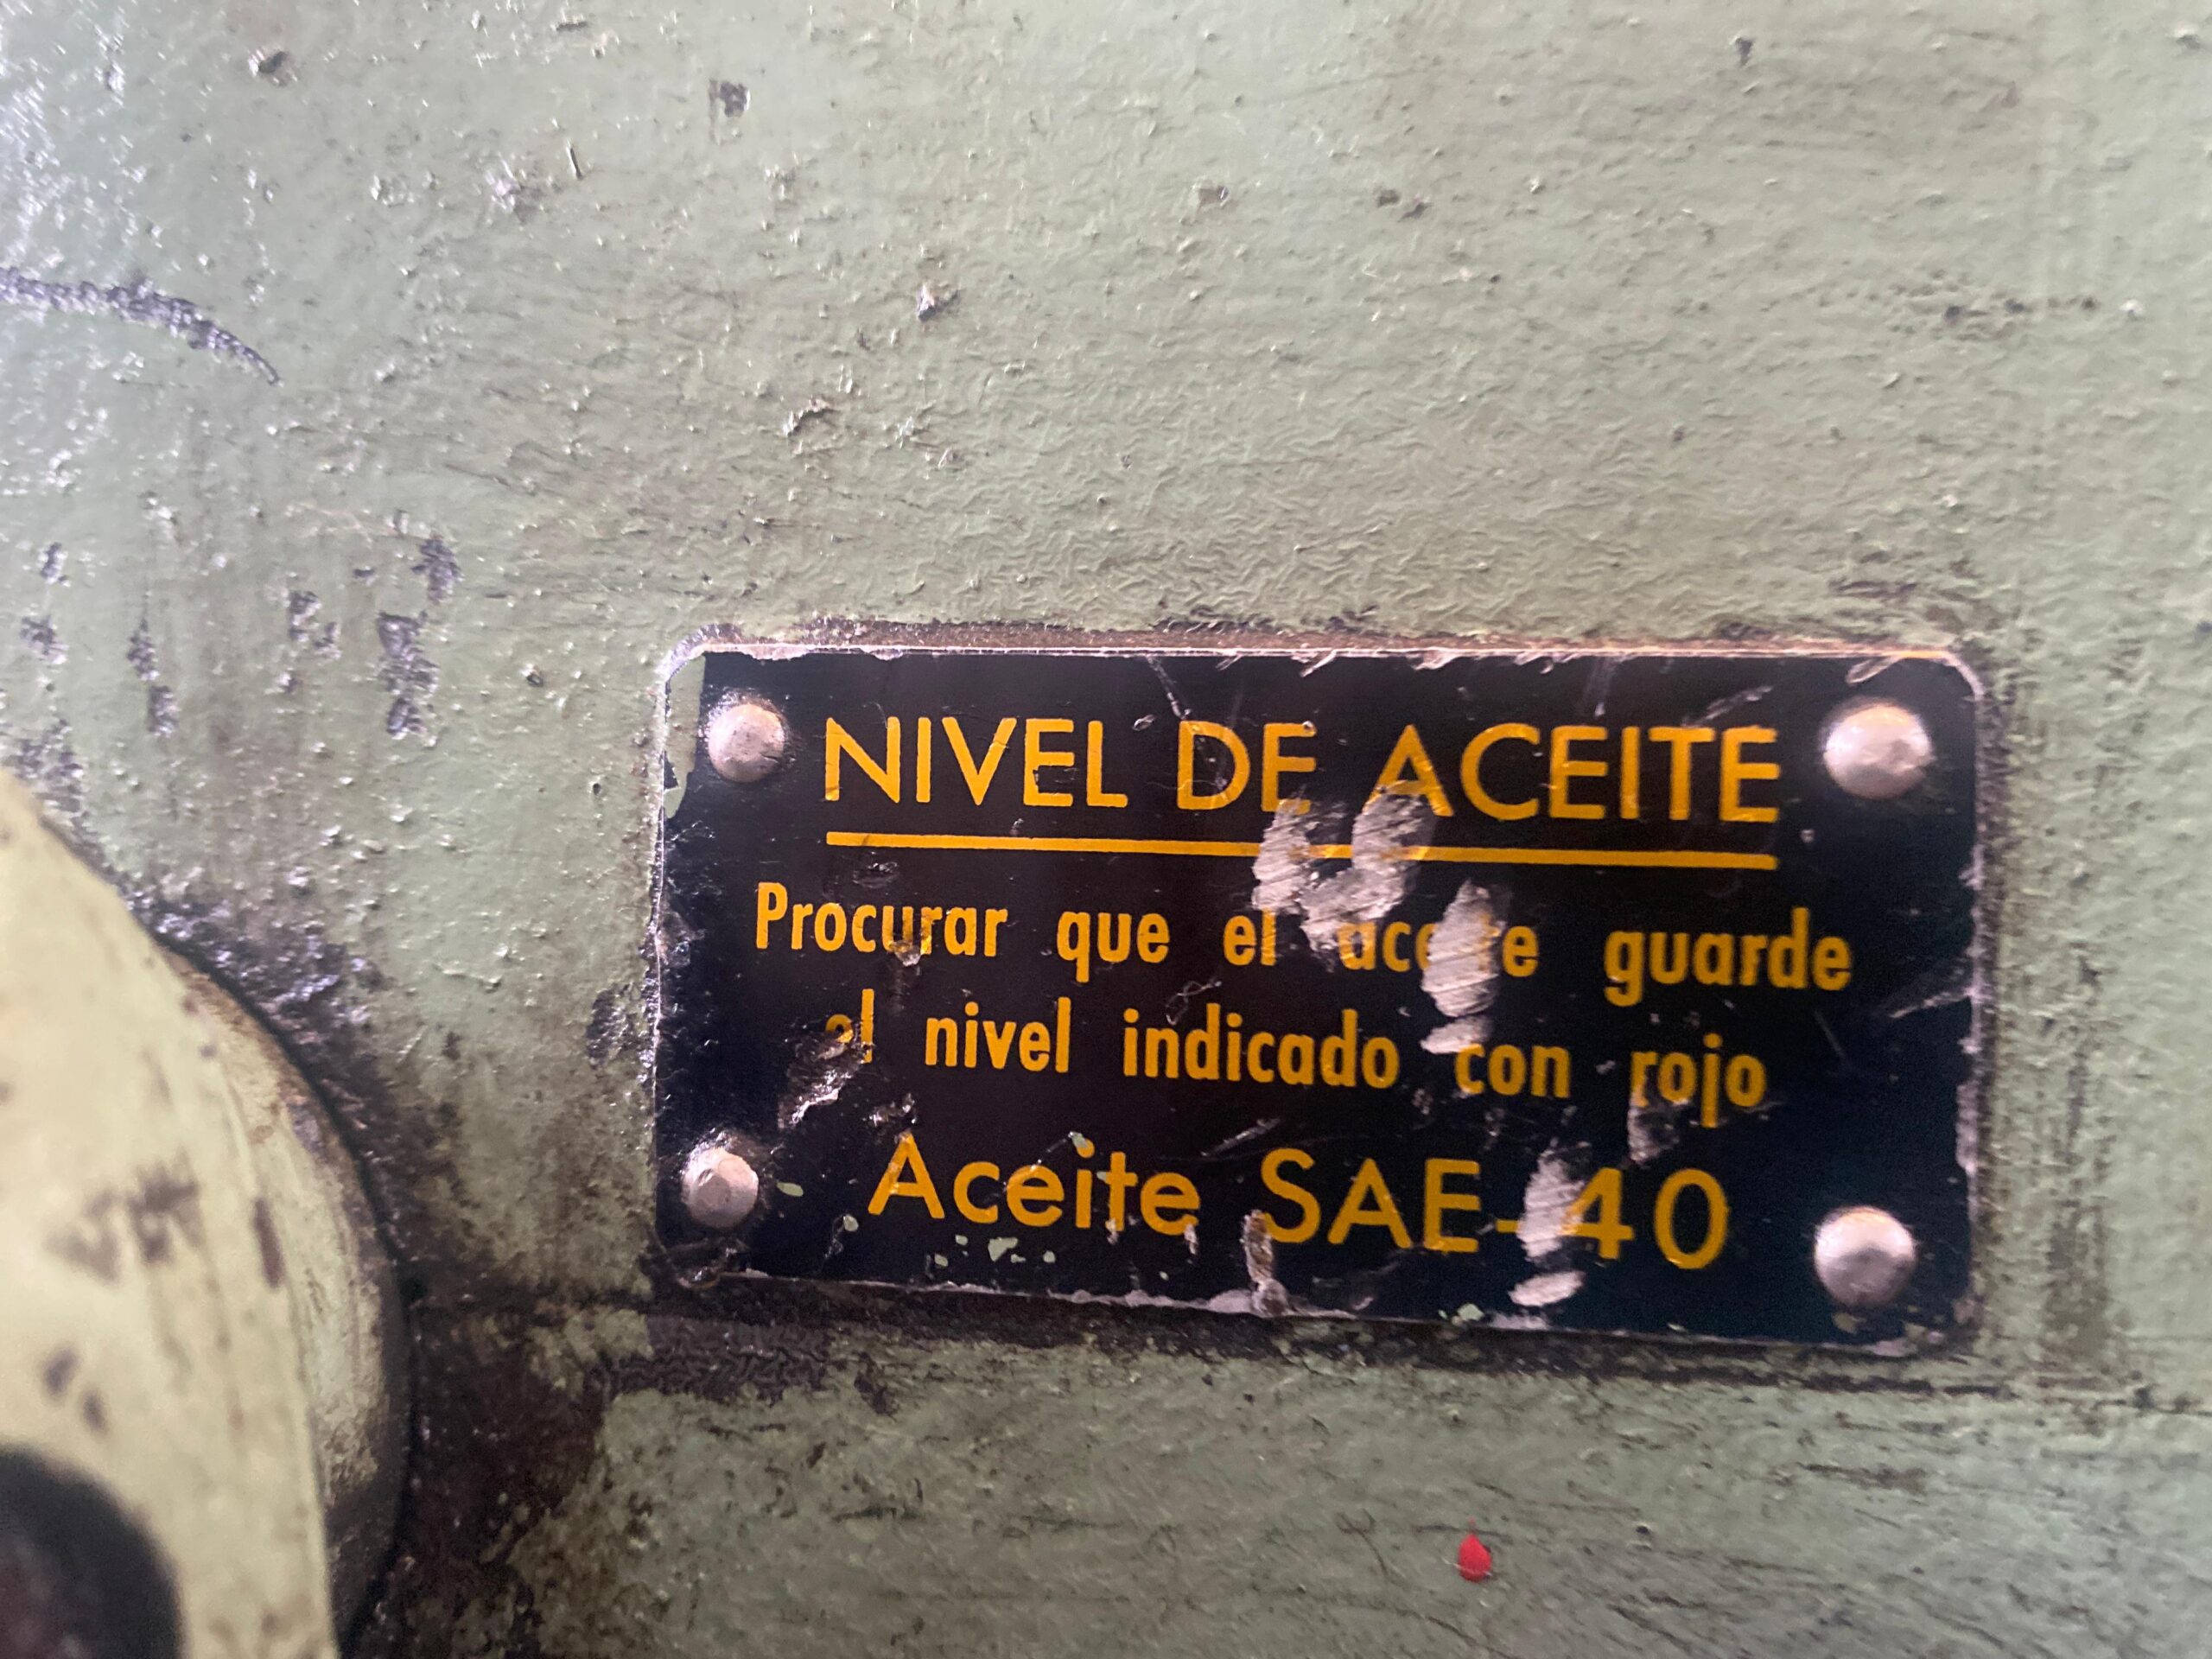 NIVEL DE ACEITE
Procurar que el aceite guarde
el nivel indicado con rojo
Aceite SAE-40